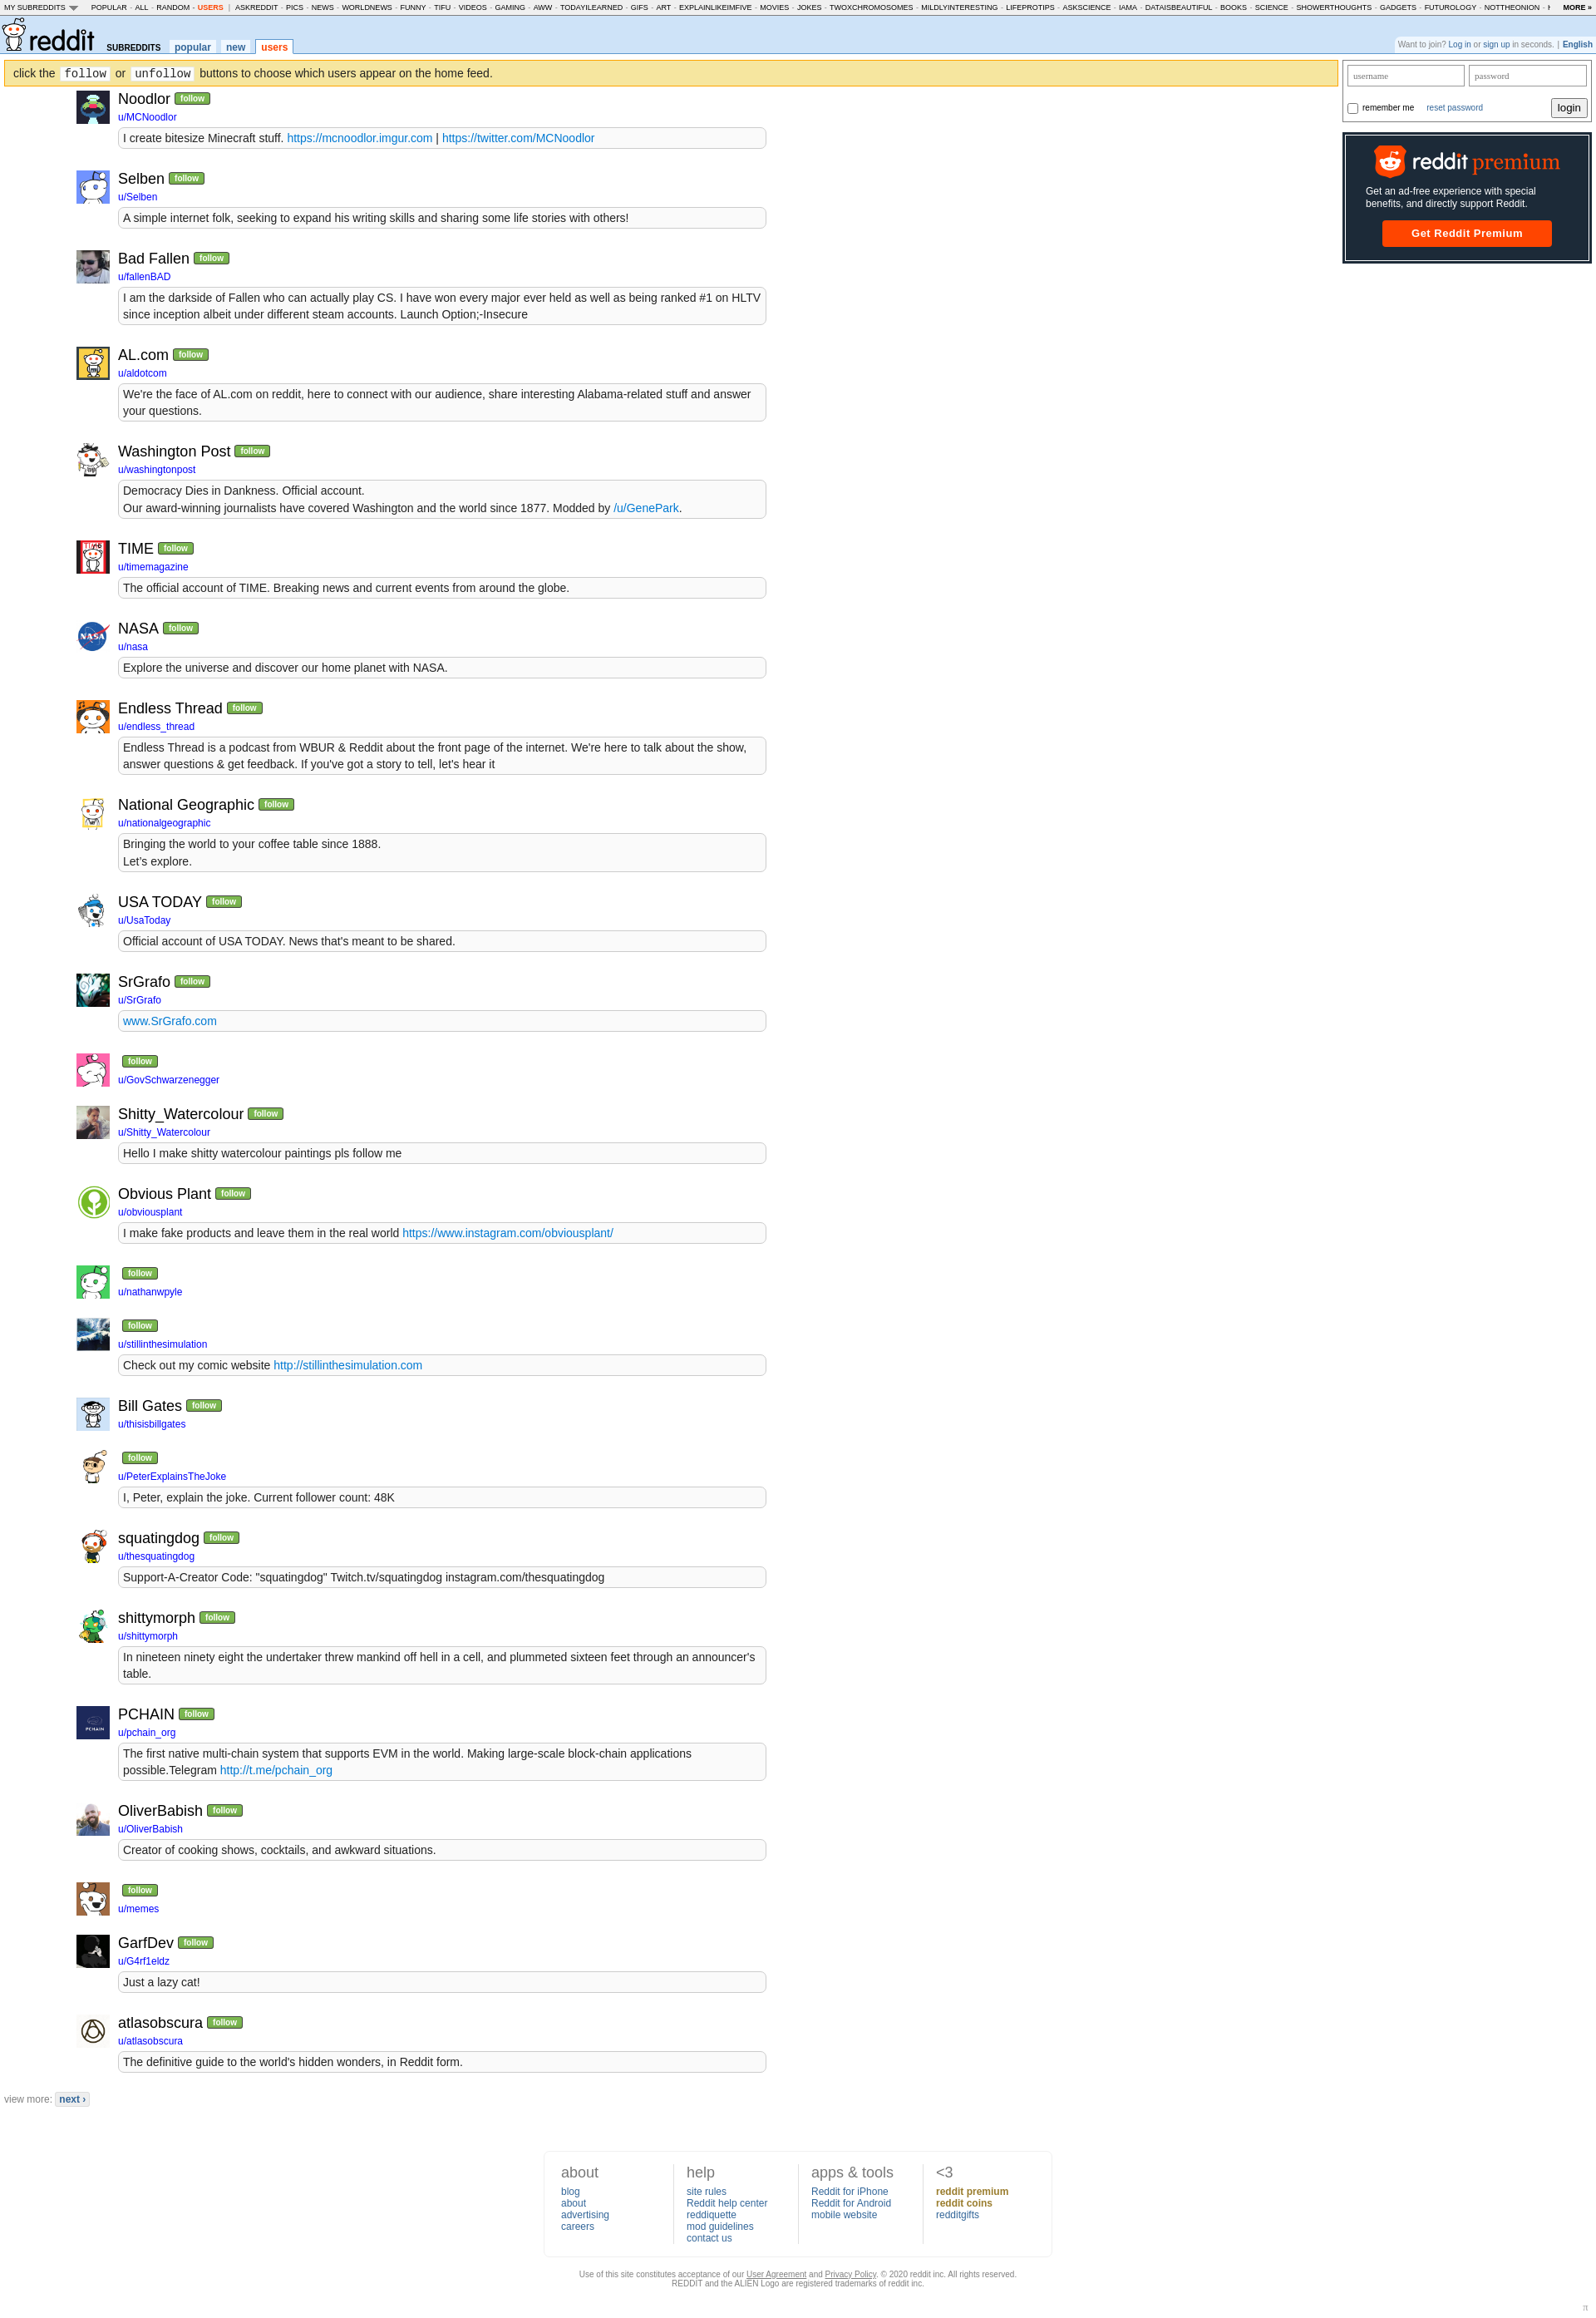 MY SUBREDDITS POPULAR - ALL - RANDOM - USERS | ASKREDDIT - PICS - NEWS - WORLDNEWS - FUNNY - TIFU - VIDEOS - GAMING - AWW - TODAYILEARNED - GIFS - ART - EXPLAINLIKEIMFIVE - MOVIES - JOKES - TWOXCHROMOSOMES - MILDLYINTERESTING - LIFEPROTIPS - ASKSCIENCE - IAMA - DATAISBEAUTIFUL - BOOKS - SCIENCE - SHOWERTHOUGHTS - GADGETS - FUTUROLOGY - NOTTHEONION - MORE »
reddit SUBREDDITS popular new users
Want to join? Log in or sign up in seconds. | English
click the follow or unfollow buttons to choose which users appear on the home feed.
username password
remember me reset password login
reddit premium
Get an ad-free experience with special
benefits, and directly support Reddit.
Get Reddit Premium
Noodlor follow
u/MCNoodlor
I create bitesize Minecraft stuff. https://mcnoodlor.imgur.com | https://twitter.com/MCNoodlor
Selben follow
u/Selben
A simple internet folk, seeking to expand his writing skills and sharing some life stories with others!
Bad Fallen follow
u/fallenBAD
I am the darkside of Fallen who can actually play CS. I have won every major ever held as well as being ranked #1 on HLTV
since inception albeit under different steam accounts. Launch Option;-Insecure
AL.com follow
u/aldotcom
We're the face of AL.com on reddit, here to connect with our audience, share interesting Alabama-related stuff and answer
your questions.
Washington Post follow
u/washingtonpost
Democracy Dies in Dankness. Official account.
Our award-winning journalists have covered Washington and the world since 1877. Modded by /u/GenePark.
TIME follow
u/timemagazine
The official account of TIME. Breaking news and current events from around the globe.
NASA
NASA follow
u/nasa
Explore the universe and discover our home planet with NASA.
Endless Thread follow
u/endless_thread
Endless Thread is a podcast from WBUR & Reddit about the front page of the internet. We're here to talk about the show,
answer questions & get feedback. If you've got a story to tell, let's hear it
National Geographic follow
u/nationalgeographic
Bringing the world to your coffee table since 1888.
Let's explore.
USA TODAY follow
u/UsaToday
Official account of USA TODAY. News that's meant to be shared.
SrGrafo follow
u/SrGrafo
www.SrGrafo.com
follow
u/GovSchwarzenegger
Shitty_Watercolour follow
u/Shitty_Watercolour
Hello I make shitty watercolour paintings pls follow me
Obvious Plant follow
u/obviousplant
I make fake products and leave them in the real world https://www.instagram.com/obviousplant/
follow
u/nathanwpyle
follow
u/stillinthesimulation
Check out my comic website http://stillinthesimulation.com
Bill Gates follow
u/thisisbillgates
follow
u/PeterExplainsTheJoke
I, Peter, explain the joke. Current follower count: 48K
squatingdog follow
u/thesquatingdog
Support-A-Creator Code: "squatingdog" Twitch.tv/squatingdog instagram.com/thesquatingdog
shittymorph follow
u/shittymorph
In nineteen ninety eight the undertaker threw mankind off hell in a cell, and plummeted sixteen feet through an announcer's
table.
PCHAIN
PCHAIN follow
u/pchain_org
The first native multi-chain system that supports EVM in the world. Making large-scale block-chain applications
possible.Telegram http://t.me/pchain_org
OliverBabish follow
u/OliverBabish
Creator of cooking shows, cocktails, and awkward situations.
follow
u/memes
GarfDev follow
u/G4rf1eldz
Just a lazy cat!
atlasobscura follow
u/atlasobscura
The definitive guide to the world's hidden wonders, in Reddit form.
view more: next ›
about
blog
about
advertising
careers
help
site rules
Reddit help center
reddiquette
mod guidelines
contact us
apps & tools
Reddit for iPhone
Reddit for Android
mobile website
<3
reddit premium
reddit coins
redditgifts
Use of this site constitutes acceptance of our User Agreement and Privacy Policy. © 2020 reddit inc. All rights reserved.
REDDIT and the ALIEN Logo are registered trademarks of reddit inc.
π